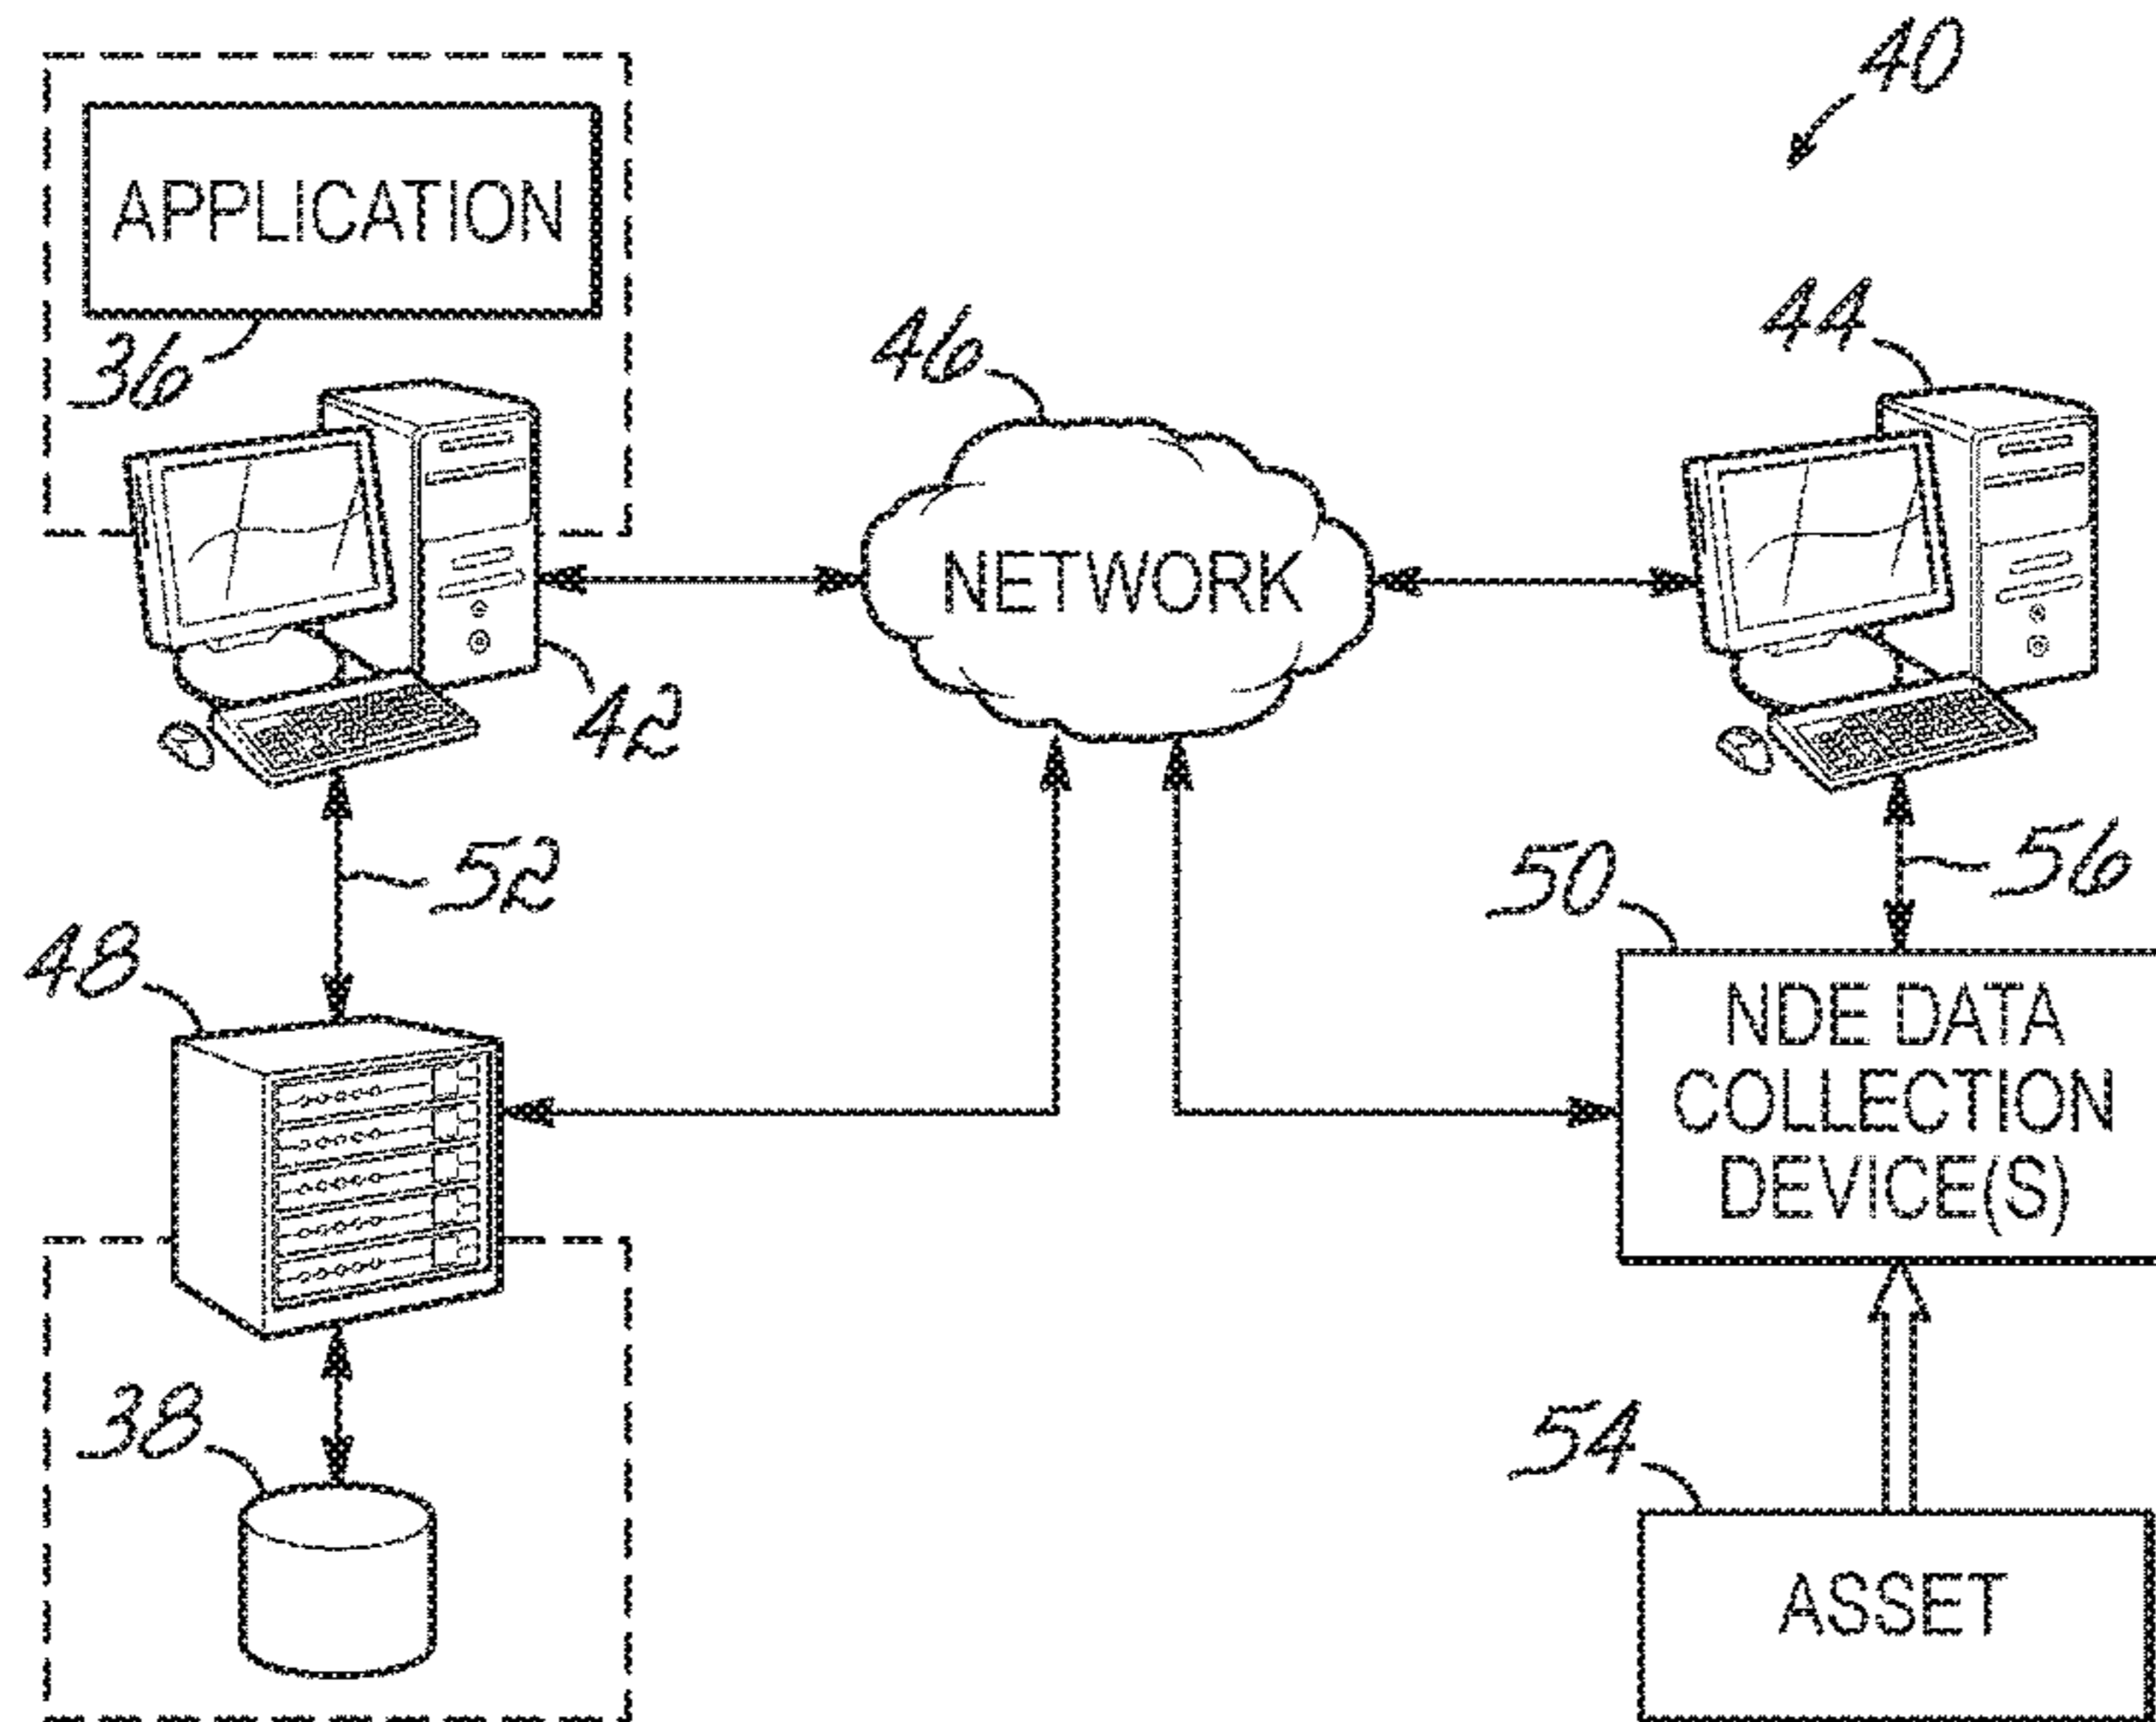 40
APPLICATION
36
46
44
NETWORK
42
52
50
56
48
NDE DATA
COLLECTION
DEVICE(S)
38
54
ASSET